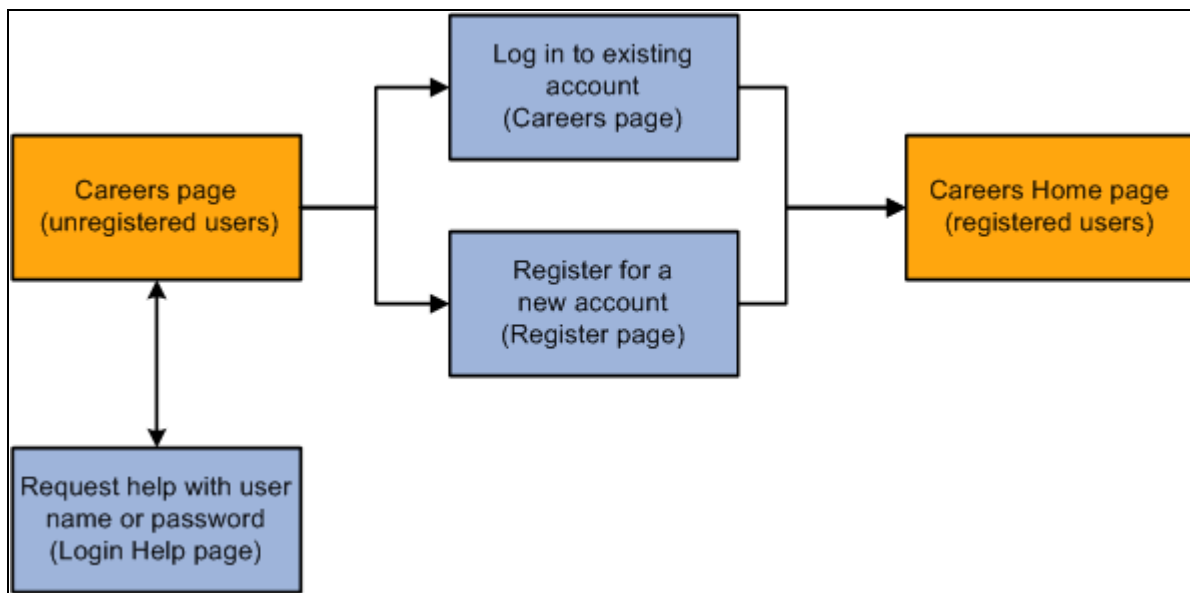 Log in to existing
account
(Careers page)
Careers page
(unregistered users)
Careers Home page
(registered users)
Register for a
new account
(Register page)
Request help with user
name or password
(Login Help page)